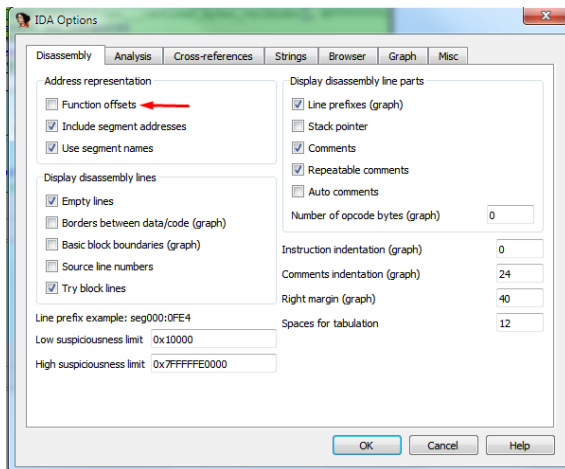 IDA Options
Disassembly Analysis Cross-references Strings Browser Graph Misc
Address representation
Function offsets
Include segment addresses
Use segment names
Display disassembly lines
Empty lines
Borders between data/code (graph)
Basic block boundaries (graph)
Source line numbers
Try block lines
Line prefix example: seg000:0FE4
Low suspiciousness limit 0x10000
High suspiciousness limit 0x7FFFFFE0000
Display disassembly line parts
Line prefixes (graph)
Stack pointer
Comments
Repeatable comments
Auto comments
Number of opcode bytes (graph) 0
Instruction indentation (graph) 0
Comments indentation (graph) 24
Right margin (graph) 40
Spaces for tabulation 12
OK Cancel Help